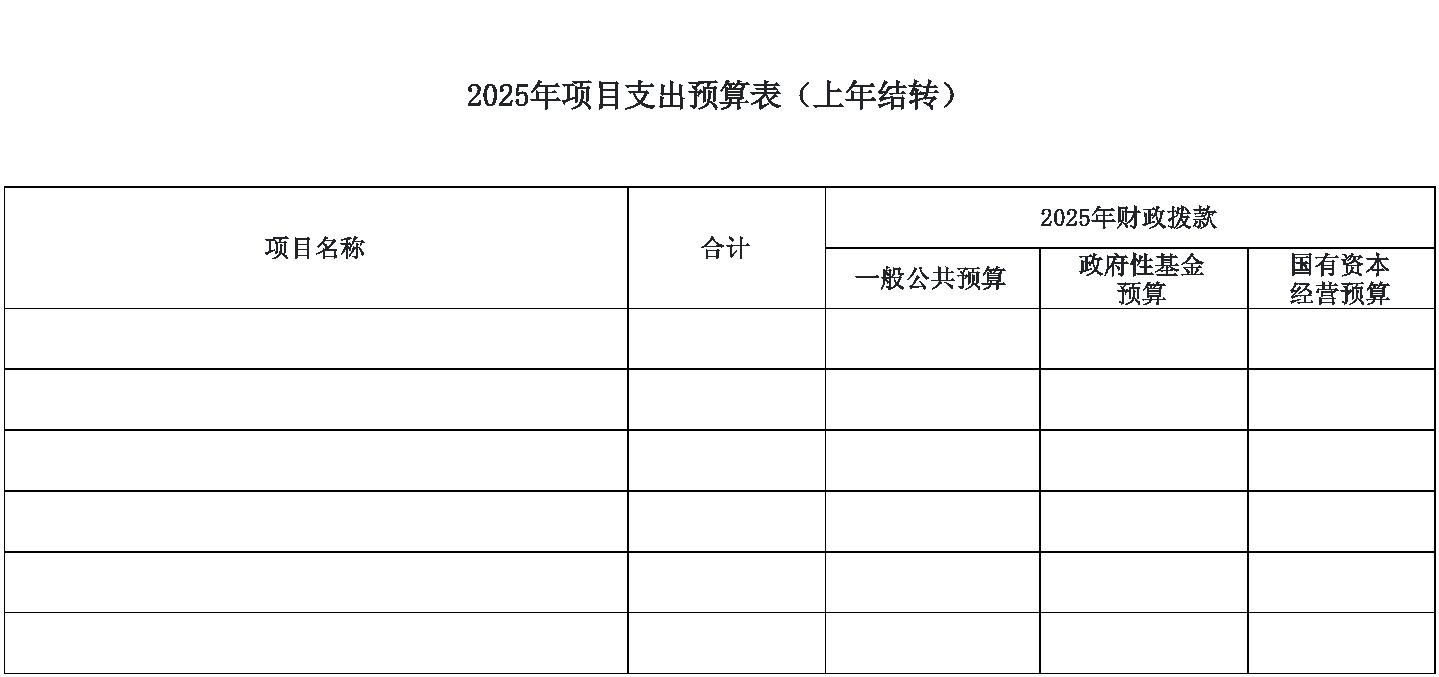 2025年项目支出预算表（上年结转）
项目名称
合计
2025年财政拨款
一般公共预算
政府性基金
预算
国有资本
经营预算